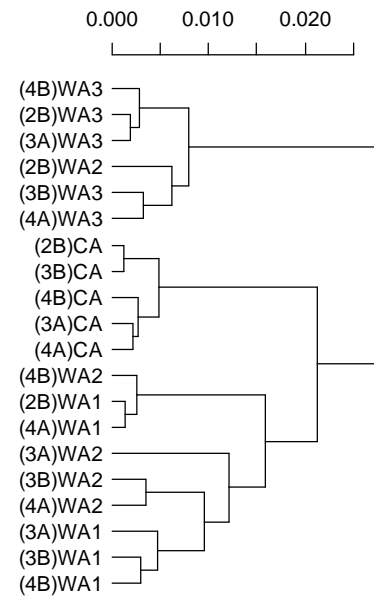 0.000 0.010 0.020
(4B)WA3
(2B)WA3
(3A)WA3
(2B)WA2
(3B)WA3
(4A)WA3
(2B)CA
(3B)CA
(4B)CA
(3A)CA
(4A)CA
(4B)WA2
(2B)WA1
(4A)WA1
(3A)WA2
(3B)WA2
(4A)WA2
(3A)WA1
(3B)WA1
(4B)WA1